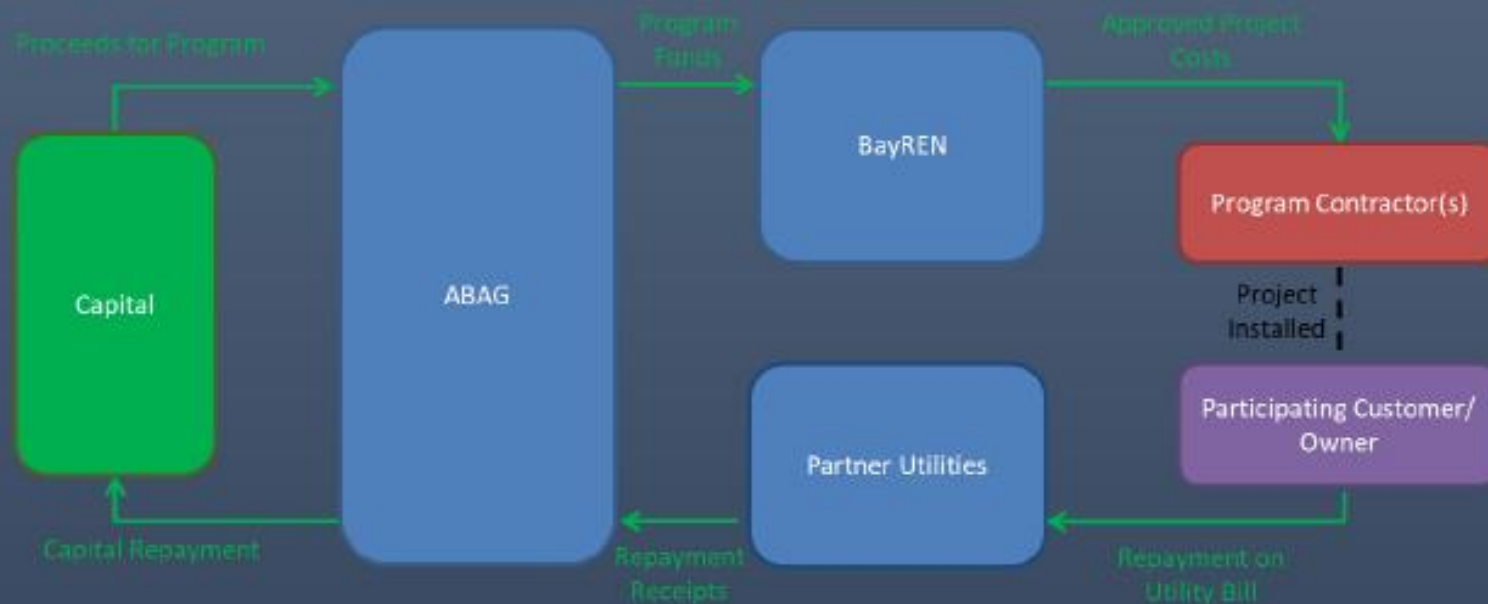 Proceeds for Program
Program
Funds
Approved Project
Costs
Capital
ABAG
BayREN
Program Contractor(s)
Project
Installed
Participating Customer/
Owner
Partner Utilities
Capital Repayment
Repayment
Receipts
Repayment on
Utility Bill